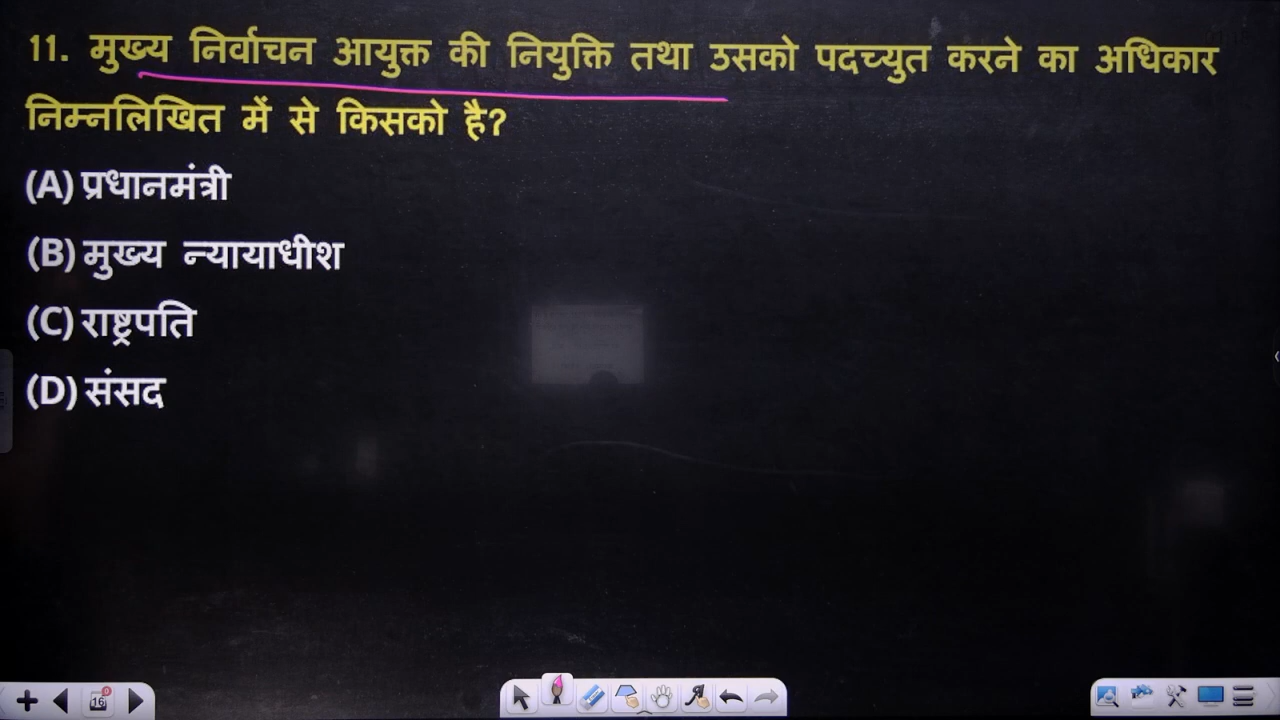 11. मुख्य निर्वाचन आयुक्त की नियुक्ति तथा उसको पदच्युत करने का अधिकार
निम्नलिखित में से किसको है?
(A) प्रधानमंत्री
(B) मुख्य न्यायाधीश
(C) राष्ट्रपति
(D) संसद
16